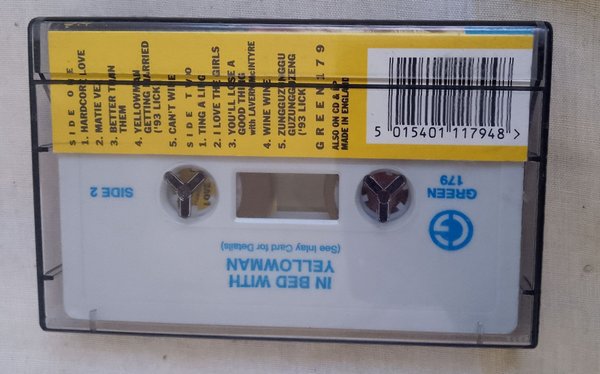 SIDE ONE
1. HARDCORE LOVE
2. MATIE
3. BETTER THAN
THEM
4. YELLOWMAN
GETTING MARRIED
('93 LICK)
5. CAN'T WINE
SIDE TWO
1. TING A LING
2. I LOVE THE GIRLS
3. YOU'LL LOSE A
GOOD THING
with LAVERN McINTYRE
4. WINE WINE
5. ZUNGGUZUNGGU
GUZUNGGUZENG
('93 LICK)
GREEN 179
ALSO ON CD & LP
MADE IN ENGLAND
5 015401 117948 >
IN BED WITH
YELLOWMAN
(See Inlay Card for Details)
GREEN
179
SIDE 2